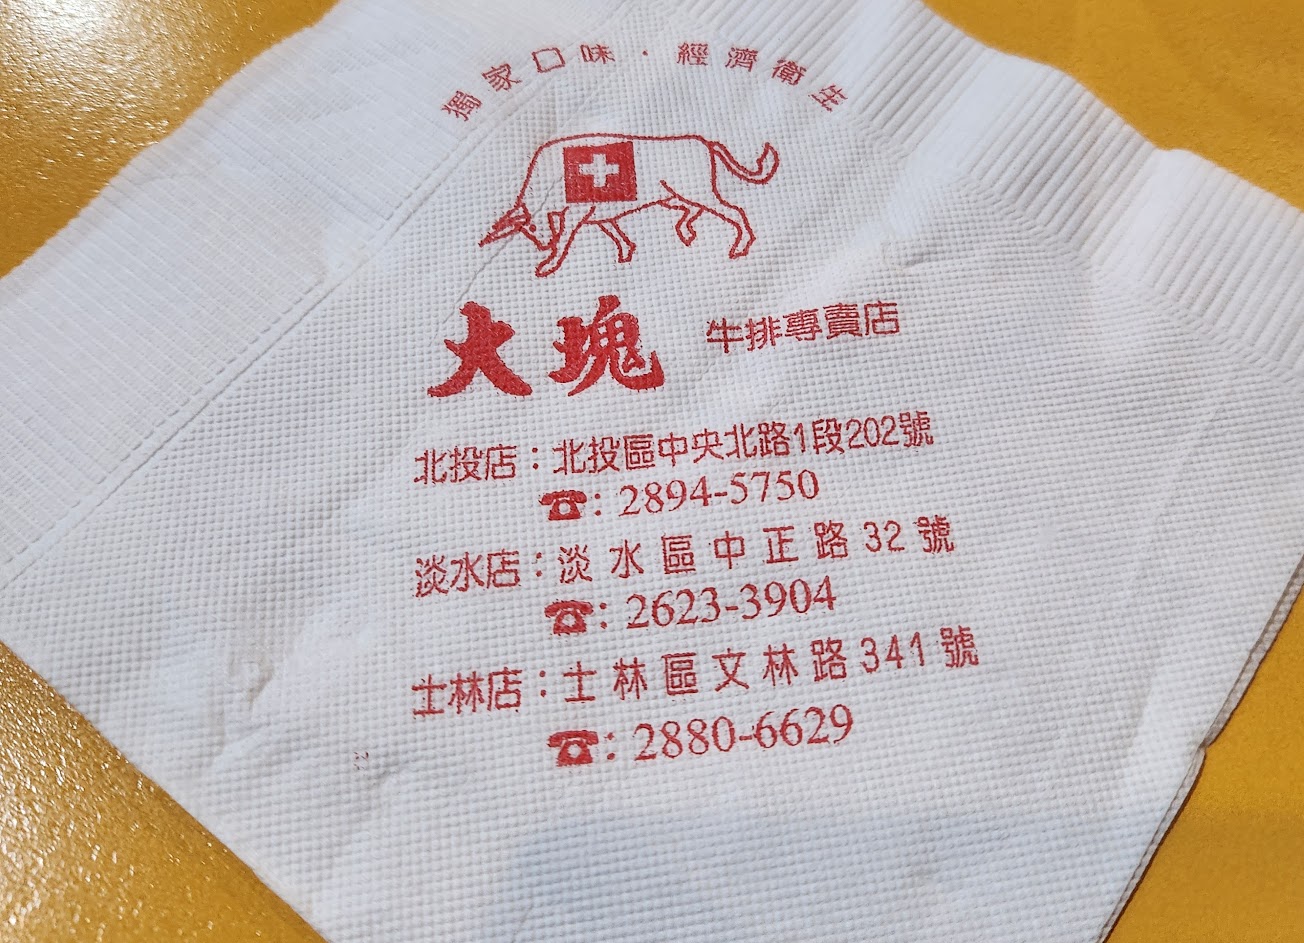 獨家口味·經濟衛生
大塊 牛排專賣店
北投店：北投區中央北路1段202號
☎: 2894-5750
淡水店：淡水區中正路32號
☎: 2623-3904
士林店：士林區文林路341號
☎: 2880-6629